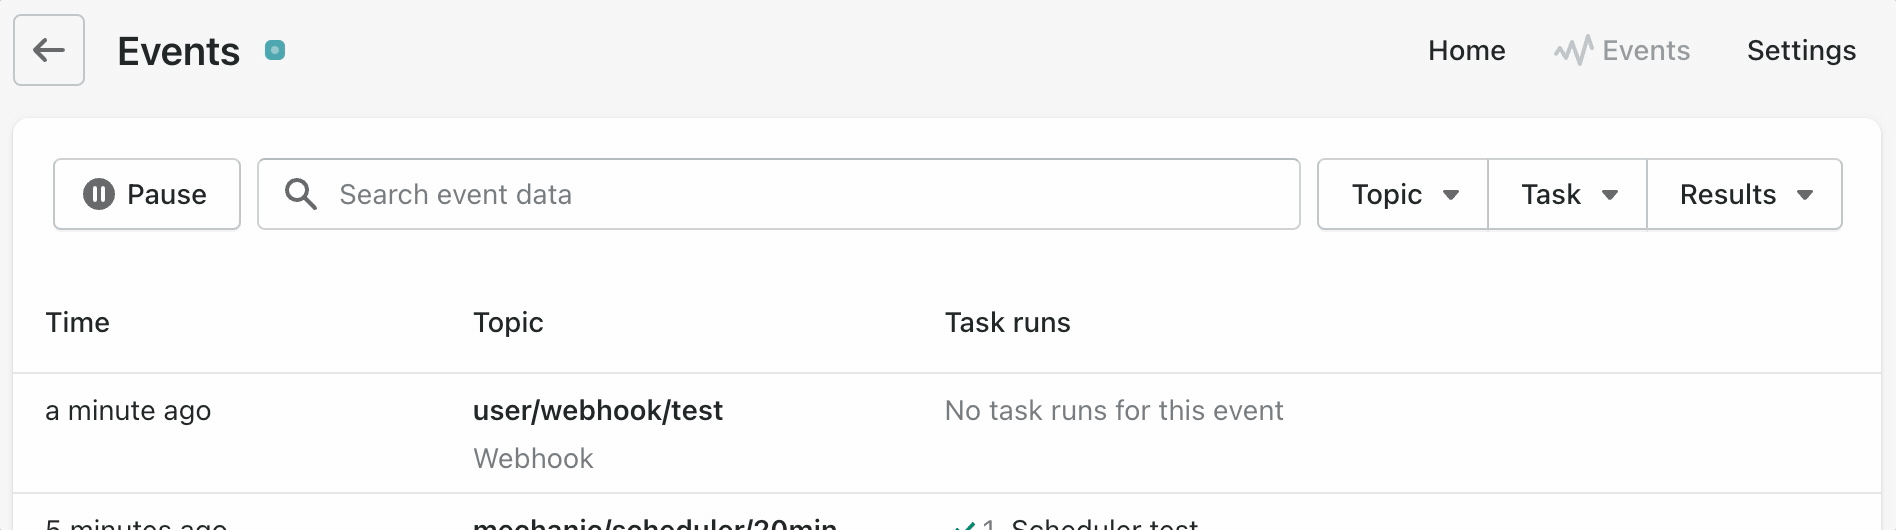 Events
Home Events Settings
Pause Search event data Topic Task Results
Time Topic Task runs
a minute ago user/webhook/test No task runs for this event
Webhook
5 minutes ago mechanic/scheduler/20min 1 Scheduler test